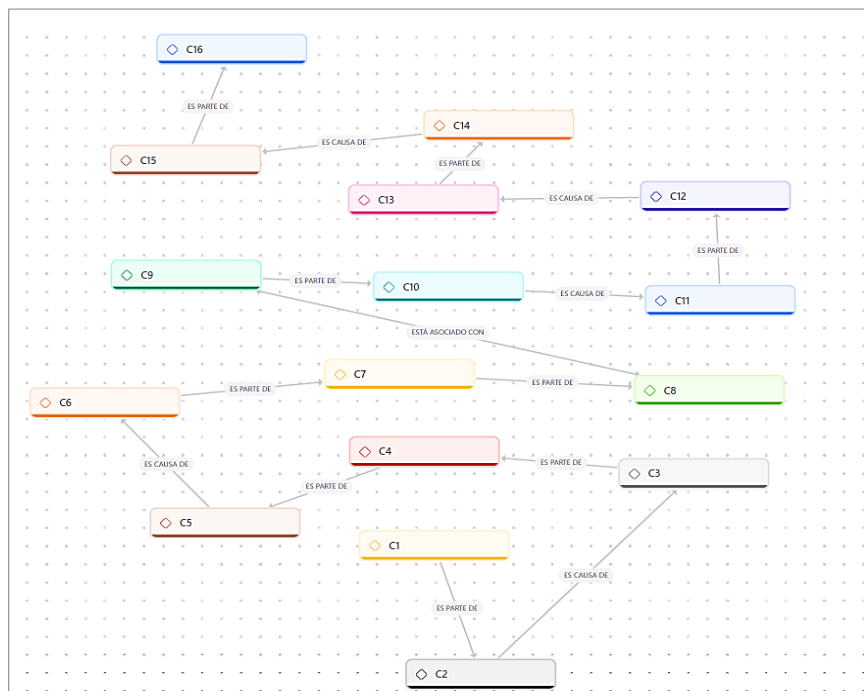 C16
ES PARTE DE
C14
ES CAUSA DE
C15
ES PARTE DE
C13
ES CAUSA DE
C12
ES PARTE DE
C9
ES PARTE DE
C10
ES CAUSA DE
C11
ESTÁ ASOCIADO CON
C7
ES PARTE DE
C8
C6
ES PARTE DE
C4
ES PARTE DE
C3
ES CAUSA DE
ES PARTE DE
C5
C1
ES CAUSA DE
ES PARTE DE
C2